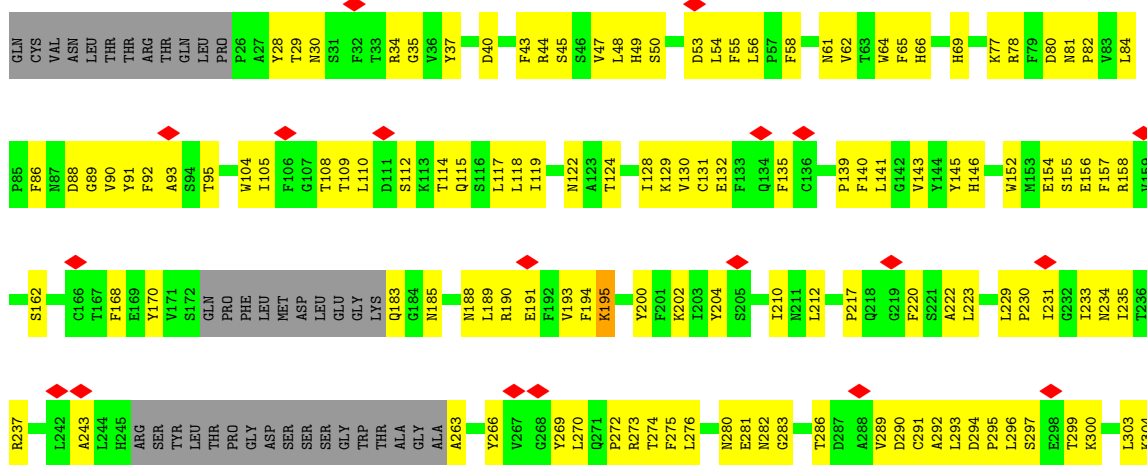 GLN CYS VAL ASN LEU THR THR ARG THR GLN LEU PRO P26 A27 Y28 T29 N30 S31 F32 T33 R34 G35 V36 Y37 D40 F43 R44 S45 S46 V47 L48 H49 S50 D53 L54 F55 L56 P57 F58 N61 V62 T63 W64 F65 H66 H69 K77 R78 F79 D80 N81 P82 V83 L84
P85 F86 N87 D88 G89 V90 Y91 F92 A93 S94 T95 W104 I105 F106 G107 T108 T109 L110 D111 S112 K113 T114 Q115 S116 L117 L118 I119 N122 A123 T124 I128 K129 V130 C131 E132 F133 Q134 F135 C136 P139 F140 L141 G142 V143 Y144 Y145 H146 W152 M153 E154 S155 E156 F157 R158
S162 C166 T167 F168 E169 Y170 V171 S172 GLN PRO PHE LEU MET ASP LEU GLU GLY LYS Q183 G184 N185 N188 L189 R190 E191 F192 V193 F194 K195 Y200 F201 K202 I203 Y204 S205 I210 N211 L212 P217 Q218 G219 F220 S221 A222 L223 L229 P230 I231 G232 I233 N234 I235 T236
R237 L242 A243 L244 H245 ARG SER TYR LEU THR PRO GLY ASP SER SER SER GLY TRP THR ALA GLY ALA A263 Y266 V267 G268 Y269 L270 Q271 P272 R273 T274 F275 L276 N280 E281 N282 G283 T286 D287 A288 V289 D290 C291 A292 L293 D294 P295 L296 S297 E298 T299 K300 L303